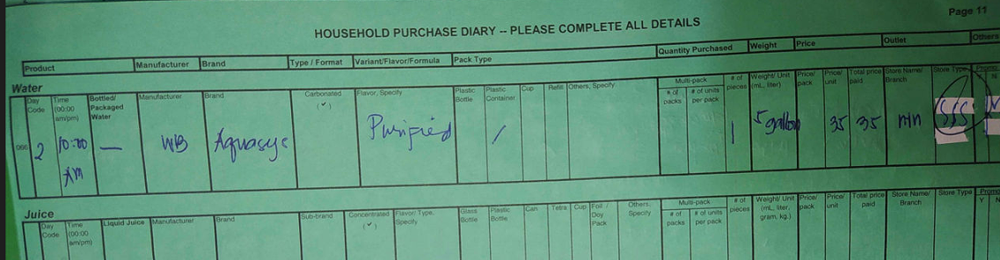 Page 11
HOUSEHOLD PURCHASE DIARY -- PLEASE COMPLETE ALL DETAILS
Product Manufacturer Brand Type / Format Variant/Flavor/Formula Pack Type Quantity Purchased Weight Price Outlet Others
Water
Day Code Time (00:00 am/pm) Bottled/ Packaged Water Manufacturer Brand Carbonated (✓) Flavor, Specify Plastic Bottle Plastic Container Cup Refill Others, Specify Multi-pack # of packs # of units per pack # of pieces Weight/ Unit (mL, liter) Price/ pack Price/ unit Total price paid Store Name/ Branch Store Type Promo Y N
066 2 10:00 AM — WB Aquasys Purified / 1 5 gallon 35 35 SSS
Juice
Day Code Time (00:00 am/pm) Liquid Juice Manufacturer Brand Sub-brand Concentrated (✓) Flavor/ Type, Specify Glass Bottle Plastic Bottle Can Tetra Cup Foil / Doy Pack Others, Specify Multi-pack # of packs # of units per pack # of pieces Weight/ Unit (mL, liter, gram, kg.) Price/ pack Price/ unit Total price paid Store Name/ Branch Store Type Promo Y N